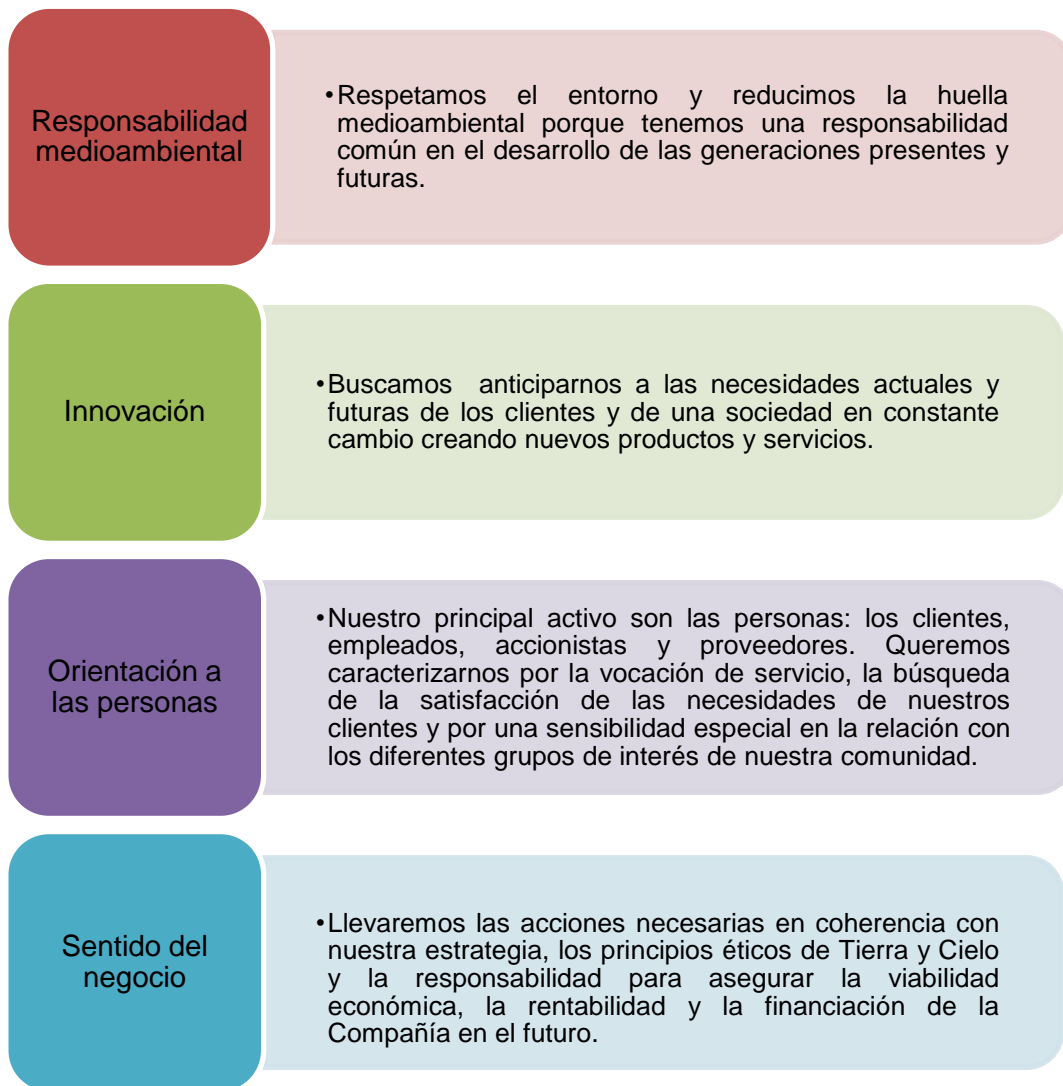 Responsabilidad
medioambiental
•Respetamos el entorno y reducimos la huella
medioambiental porque tenemos una responsabilidad
común en el desarrollo de las generaciones presentes y
futuras.
Innovación
•Buscamos anticiparnos a las necesidades actuales y
futuras de los clientes y de una sociedad en constante
cambio creando nuevos productos y servicios.
Orientación a
las personas
•Nuestro principal activo son las personas: los clientes,
empleados, accionistas y proveedores. Queremos
caracterizarnos por la vocación de servicio, la búsqueda
de la satisfacción de las necesidades de nuestros
clientes y por una sensibilidad especial en la relación con
los diferentes grupos de interés de nuestra comunidad.
Sentido del
negocio
•Llevaremos las acciones necesarias en coherencia con
nuestra estrategia, los principios éticos de Tierra y Cielo
y la responsabilidad para asegurar la viabilidad
económica, la rentabilidad y la financiación de la
Compañía en el futuro.